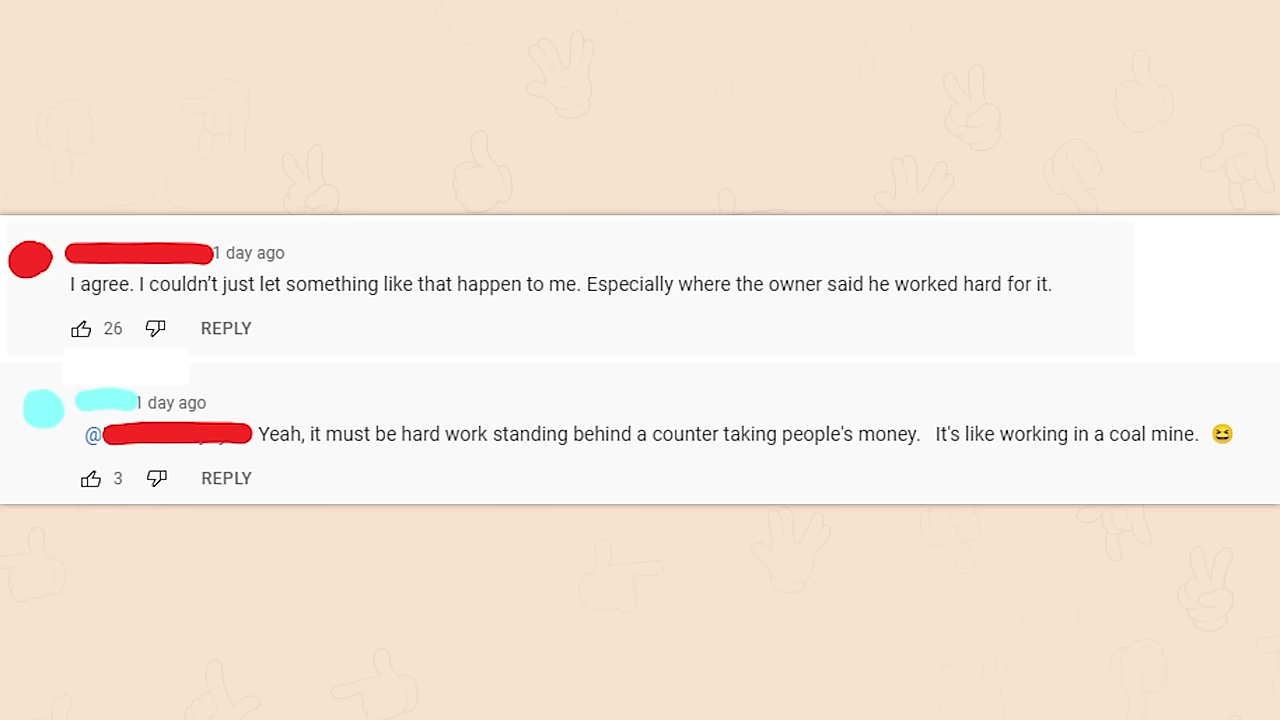 1 day ago
I agree. I couldn't just let something like that happen to me. Especially where the owner said he worked hard for it.
26 REPLY
1 day ago
@ Yeah, it must be hard work standing behind a counter taking people's money.   It's like working in a coal mine. 😆
3 REPLY